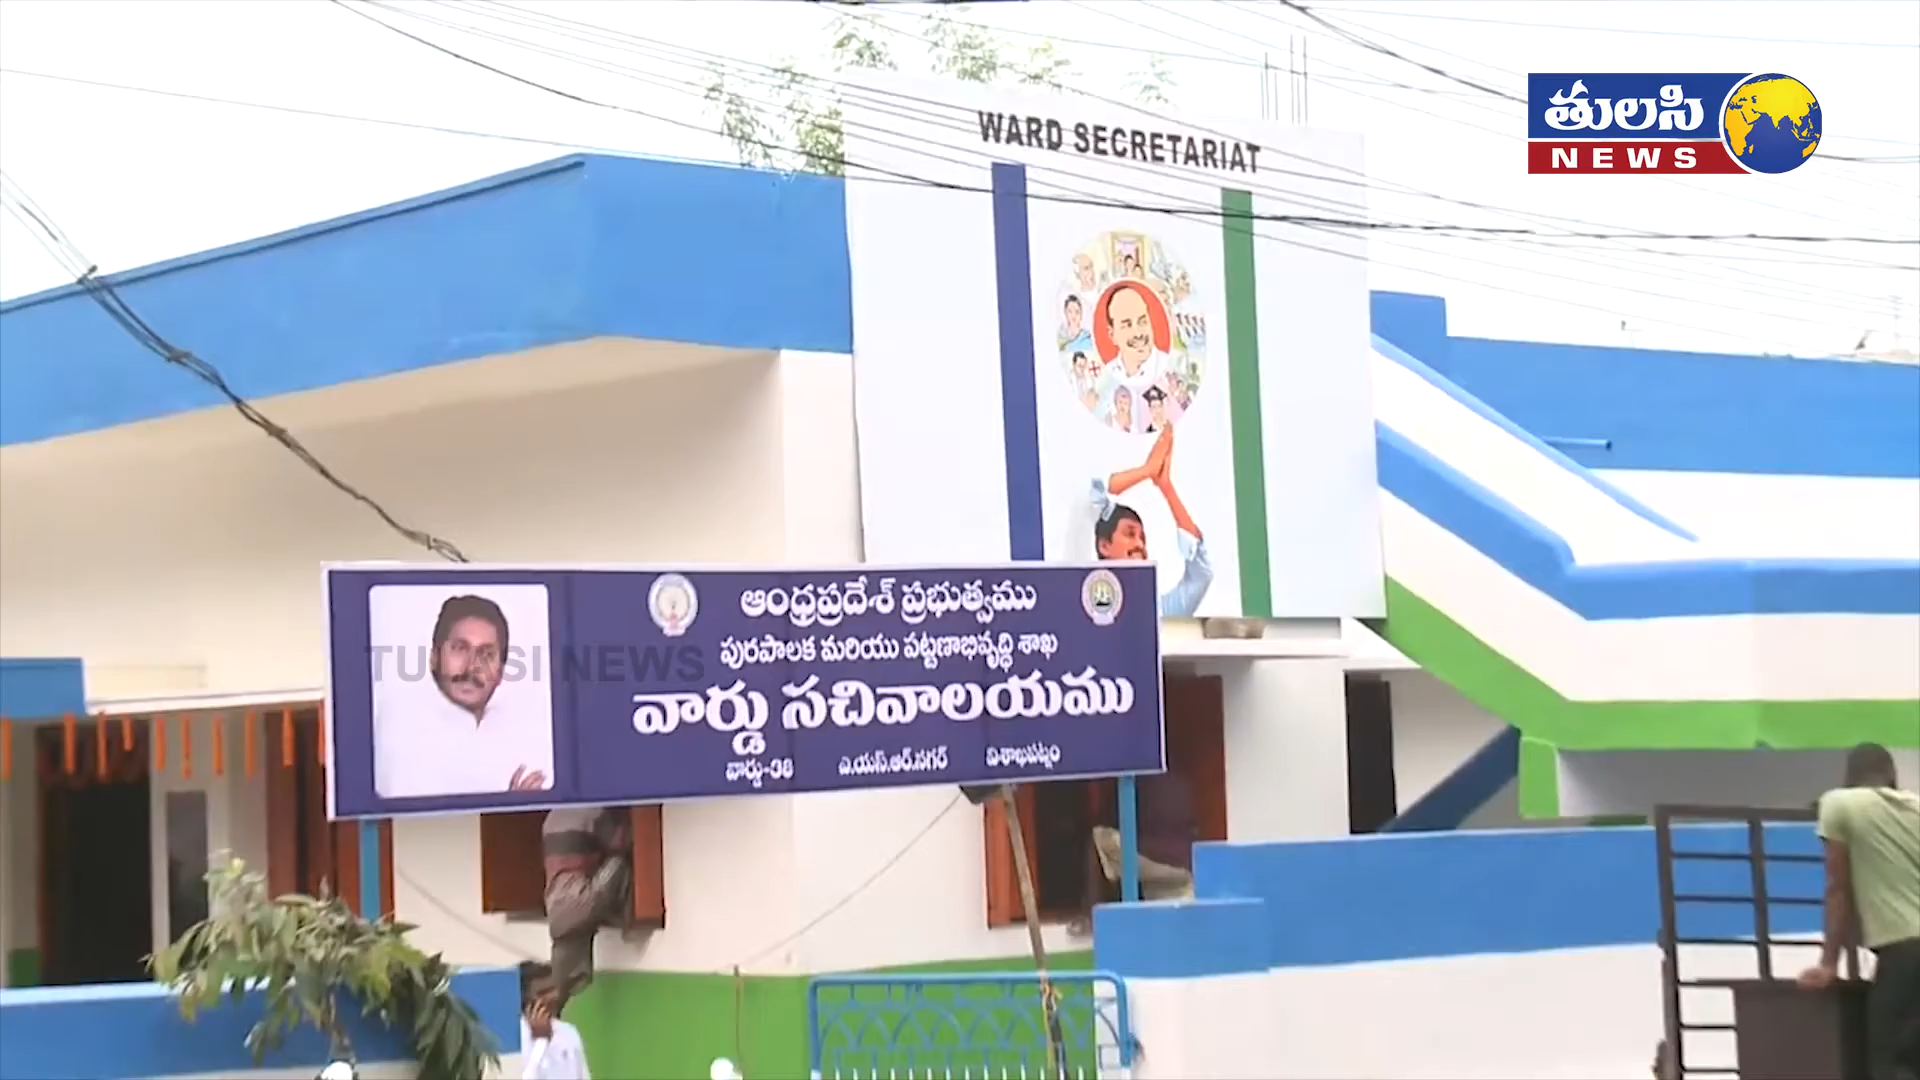 WARD SECRETARIAT
తులసి
NEWS
ఆంధ్రప్రదేశ్ ప్రభుత్వము
పురపాలక మరియు పట్టణాభివృద్ధి శాఖ
TULASI NEWS
వార్డు సచివాలయము
వార్డు-38 ఎ.యస్.ఆర్.నగర్ విశాఖపట్నం